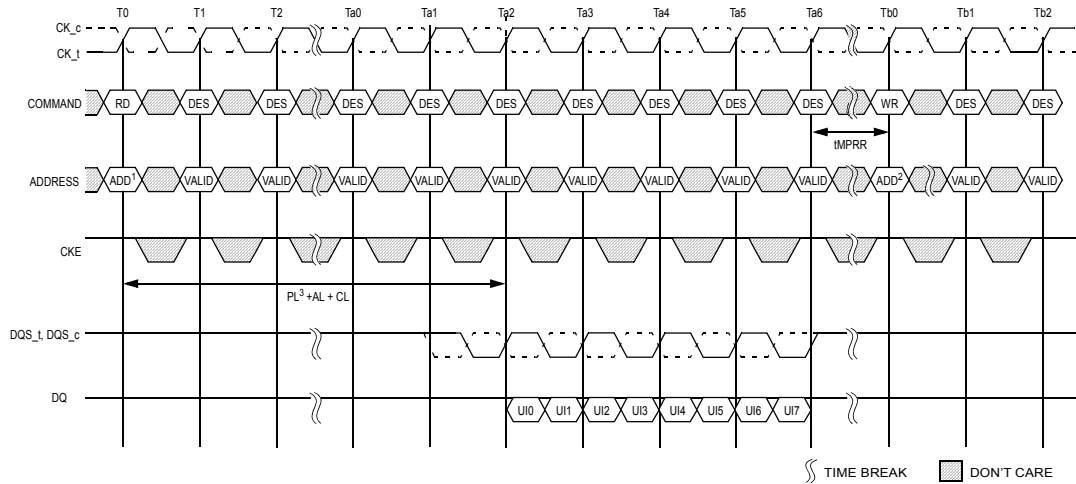 T0 T1 T2 Ta0 Ta1 Ta2 Ta3 Ta4 Ta5 Ta6 Tb0 Tb1 Tb2
CK_c
CK_t
COMMAND RD DES DES DES DES DES DES DES DES DES WR DES DES
tMPRR
ADDRESS ADD1 VALID VALID VALID VALID VALID VALID VALID VALID VALID ADD2 VALID VALID
CKE
PL3 +AL + CL
DQS_t, DQS_c
DQ UI0 UI1 UI2 UI3 UI4 UI5 UI6 UI7
TIME BREAK DON'T CARE